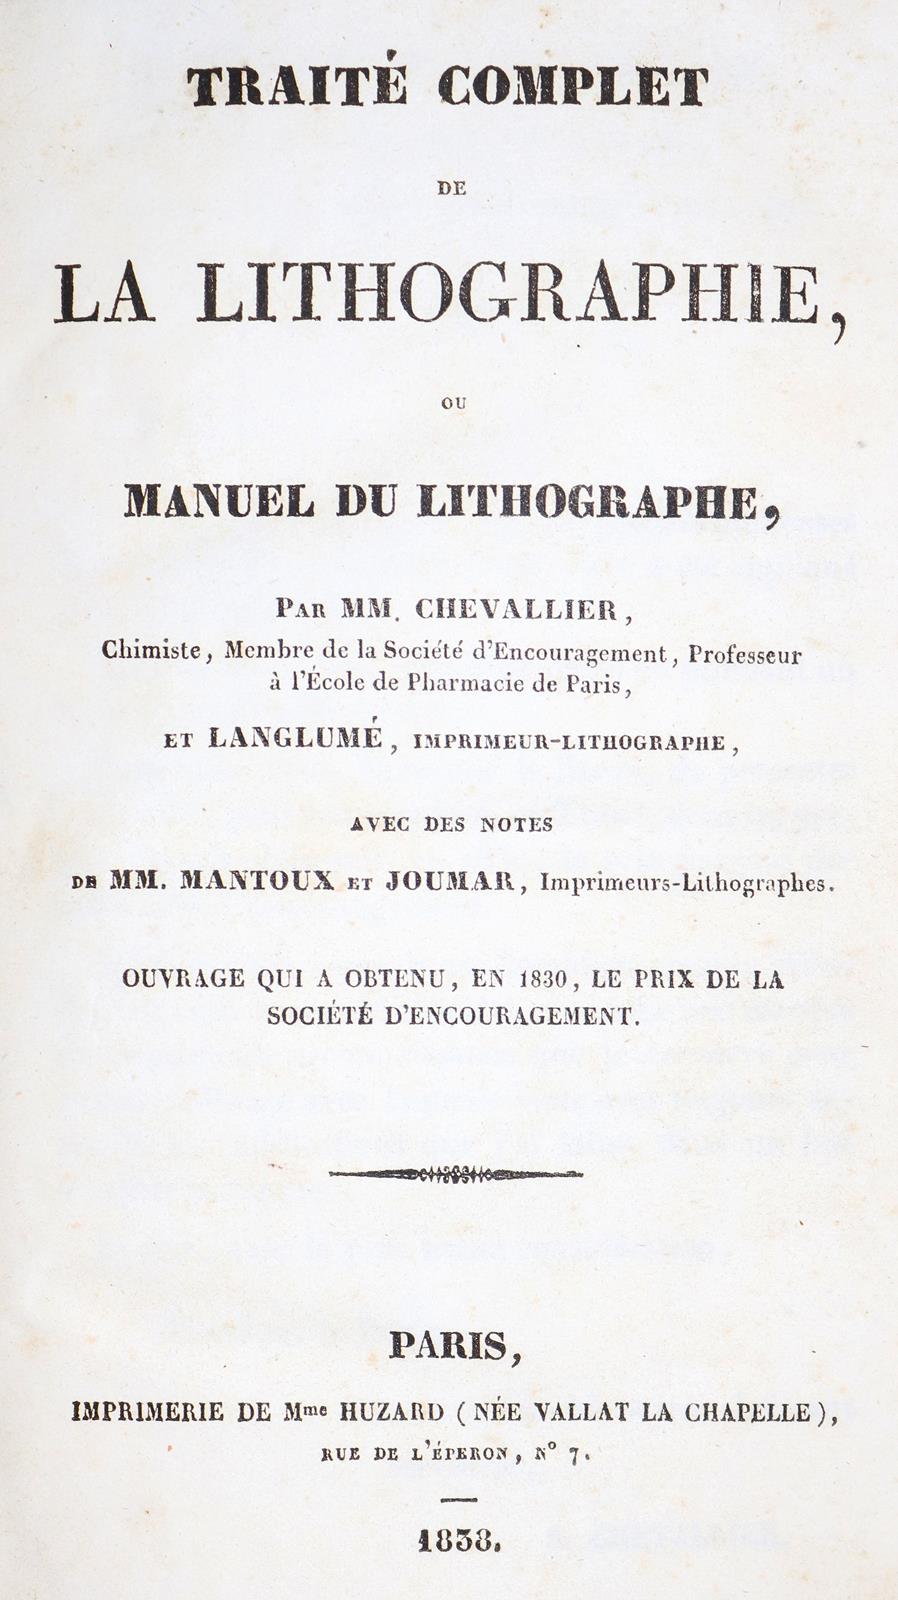 TRAITÉ COMPLET
DE
LA LITHOGRAPHIE,
OU
MANUEL DU LITHOGRAPHE,
PAR MM. CHEVALLIER,
Chimiste, Membre de la Société d'Encouragement, Professeur
à l'École de Pharmacie de Paris,
ET LANGLUMÉ, IMPRIMEUR-LITHOGRAPHE,
AVEC DES NOTES
DE MM. MANTOUX ET JOUMAR, Imprimeurs-Lithographes.
OUVRAGE QUI A OBTENU, EN 1830, LE PRIX DE LA
SOCIÉTÉ D'ENCOURAGEMENT.
PARIS,
IMPRIMERIE DE Mme HUZARD (NÉE VALLAT LA CHAPELLE),
RUE DE L'ÉPERON, N° 7.
1838.